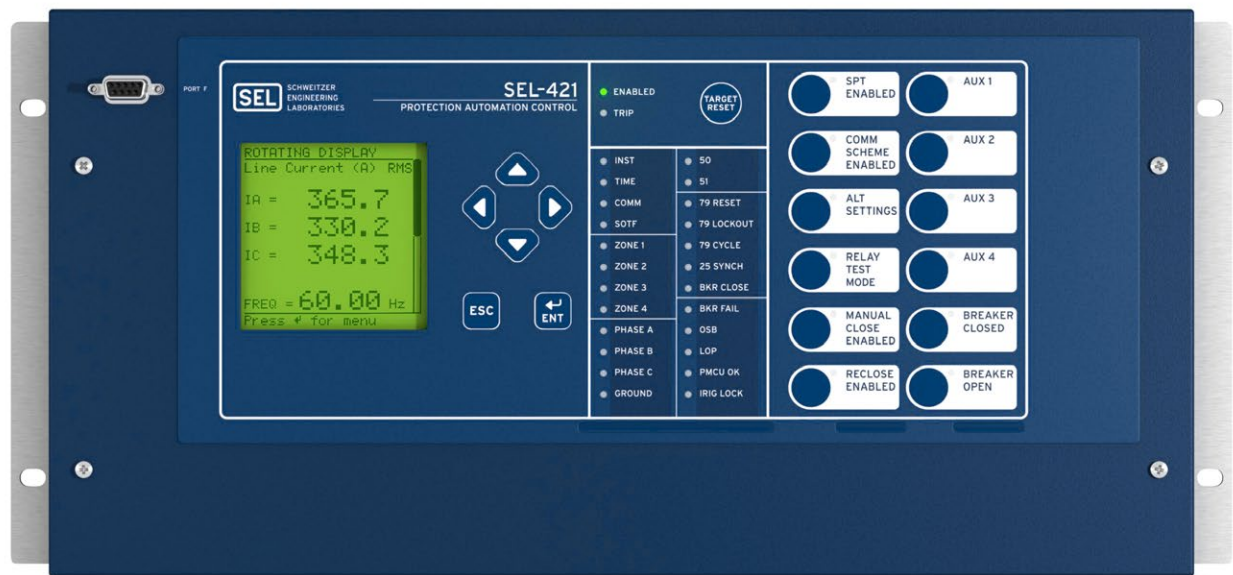 PORT F
SEL
SCHWEITZER
ENGINEERING
LABORATORIES
SEL-421
PROTECTION AUTOMATION CONTROL
ROTATING DISPLAY
Line Current (A) RMS
IA = 365.7
IB = 330.2
IC = 348.3
FREQ = 60.00 Hz
Press ↵ for menu
ESC
↵
ENT
ENABLED
TRIP
TARGET
RESET
INST
TIME
COMM
SOTF
ZONE 1
ZONE 2
ZONE 3
ZONE 4
PHASE A
PHASE B
PHASE C
GROUND
50
51
79 RESET
79 LOCKOUT
79 CYCLE
25 SYNCH
BKR CLOSE
BKR FAIL
OSB
LOP
PMCU OK
IRIG LOCK
SPT
ENABLED
COMM
SCHEME
ENABLED
ALT
SETTINGS
RELAY
TEST
MODE
MANUAL
CLOSE
ENABLED
RECLOSE
ENABLED
AUX 1
AUX 2
AUX 3
AUX 4
BREAKER
CLOSED
BREAKER
OPEN